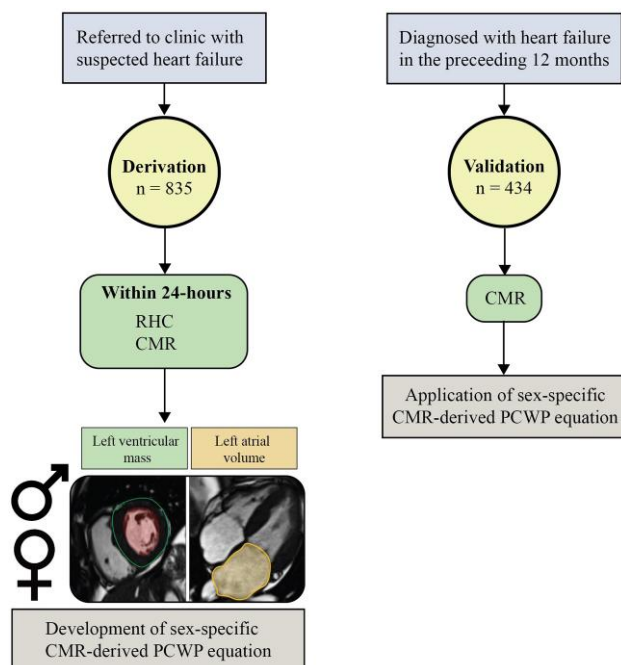 Referred to clinic with
suspected heart failure
Derivation
n = 835
Within 24-hours
RHC
CMR
Left ventricular
mass
Left atrial
volume
Development of sex-specific
CMR-derived PCWP equation
Diagnosed with heart failure
in the preceeding 12 months
Validation
n = 434
CMR
Application of sex-specific
CMR-derived PCWP equation